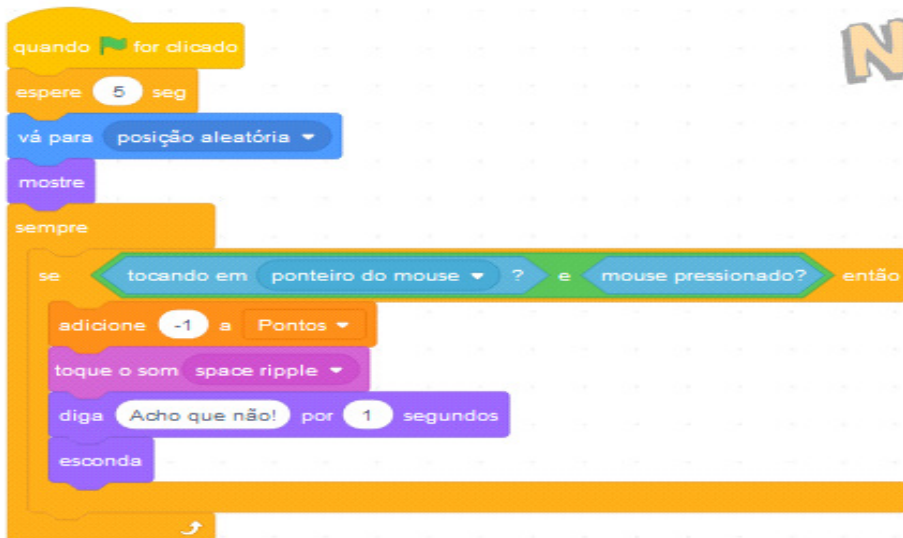 N
quando for clicado
espere 5 seg
vá para posição aleatória
mostre
sempre
se tocando em ponteiro do mouse ? e mouse pressionado? então
adicione -1 a Pontos
toque o som space ripple
diga Acho que não! por 1 segundos
esconda